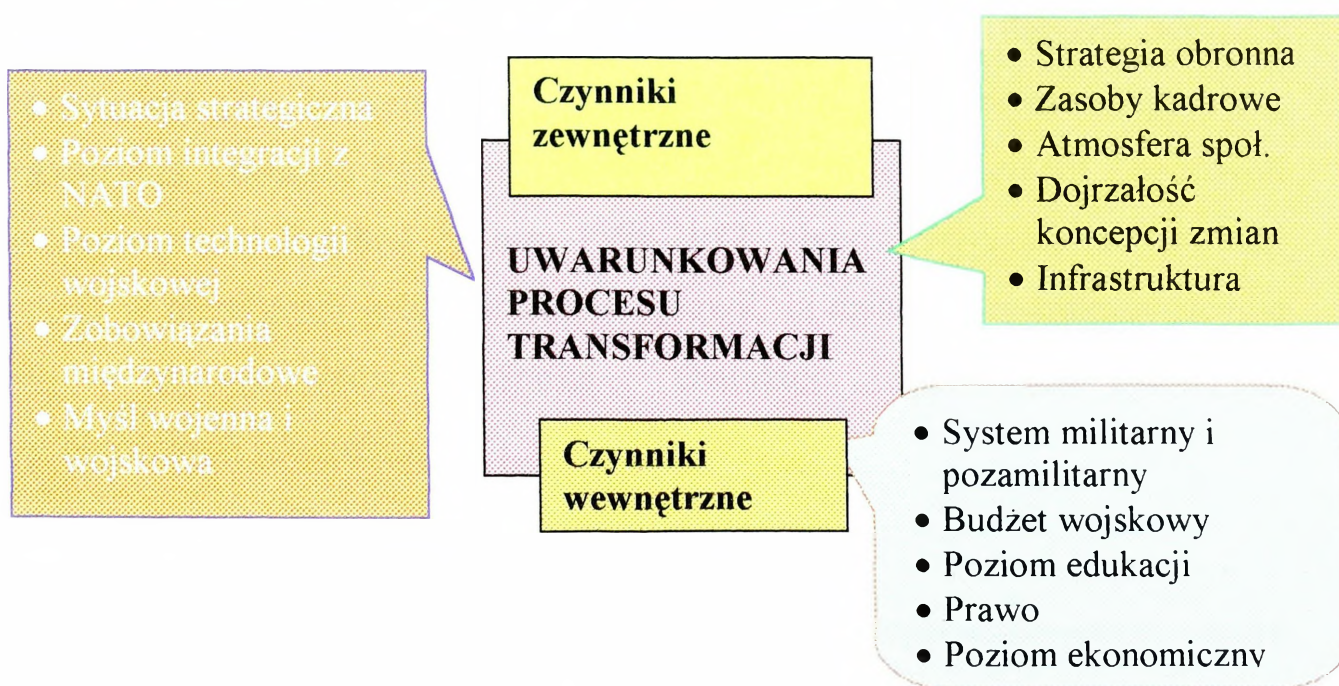 • Sytuacja strategiczna
• Poziom integracji z
NATO
• Poziom technologii
wojskowej
• Zobowiązania
międzynarodowe
• Myśl wojenna i
wojskowa
Czynniki
zewnętrzne
UWARUNKOWANIA
PROCESU
TRANSFORMACJI
Czynniki
wewnętrzne
• Strategia obronna
• Zasoby kadrowe
• Atmosfera społ.
• Dojrzałość
koncepcji zmian
• Infrastruktura
• System militarny i
pozamilitarny
• Budżet wojskowy
• Poziom edukacji
• Prawo
• Poziom ekonomiczny